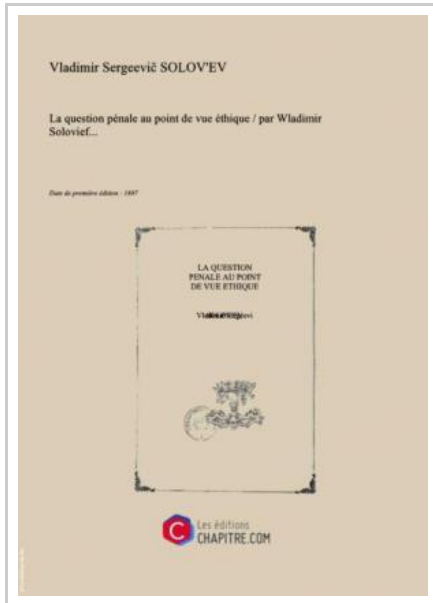 Vladimir Sergeevič SOLOV'EV
La question pénale au point de vue éthique / par Wladimir
Solovief...
Date de première édition : 1897
LA QUESTION
PENALE AU POINT
DE VUE ETHIQUE
Les éditions
CHAPITRE.COM